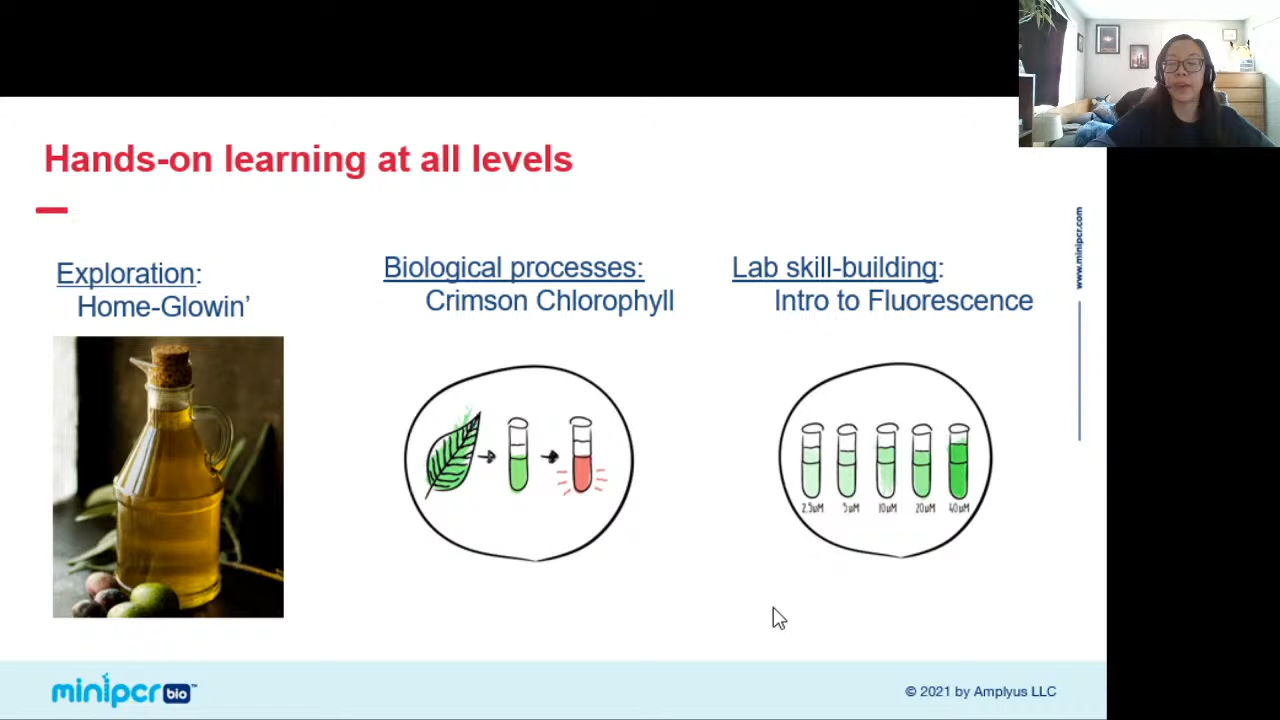 Hands-on learning at all levels
www.minipcr.com
Exploration:
Home-Glowin’
Biological processes:
Crimson Chlorophyll
Lab skill-building:
Intro to Fluorescence
2.5uM 5uM 10uM 20uM 40uM
minipcr bio™
© 2021 by Amplyus LLC